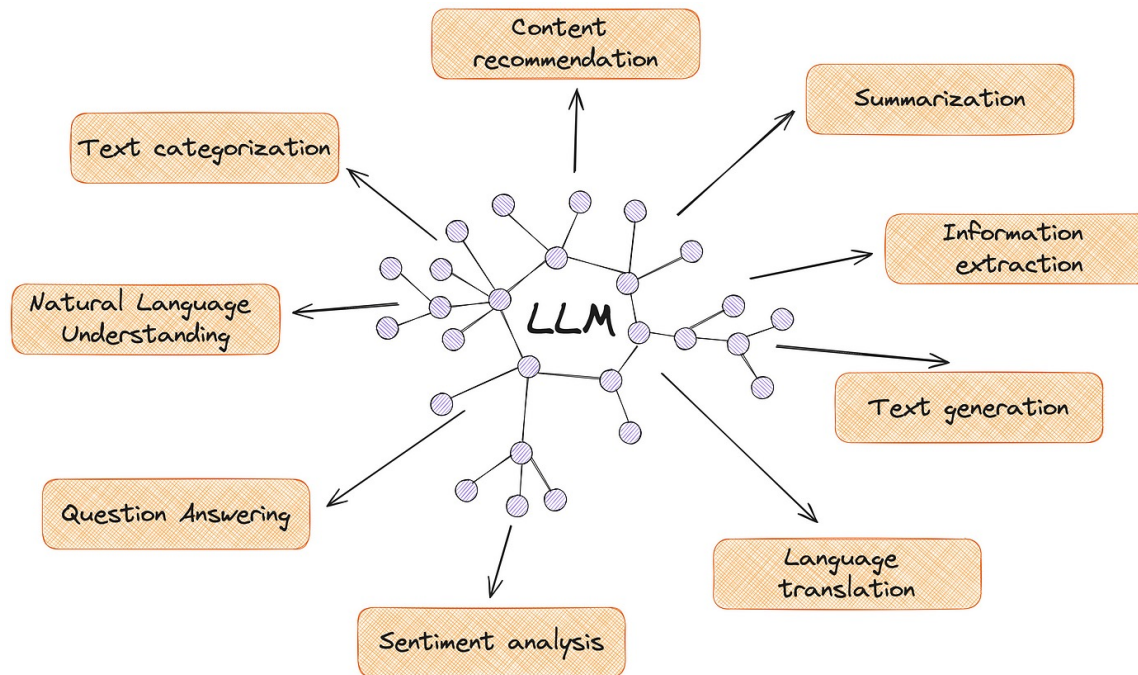 Content
recommendation
Summarization
Text categorization
Information
extraction
Natural Language
Understanding
LLM
Text generation
Question Answering
Language
translation
Sentiment analysis